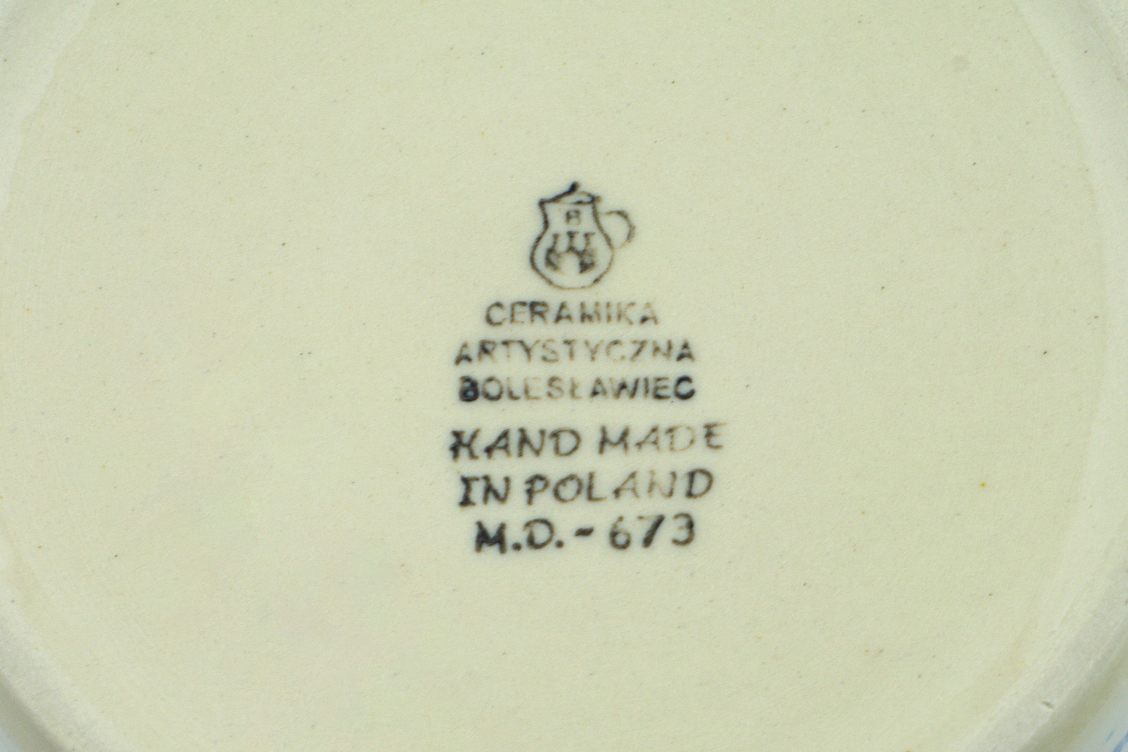 B
CERAMIKA
ARTYSTYCZNA
BOLESŁAWIEC
HAND MADE
IN POLAND
M.D. - 673